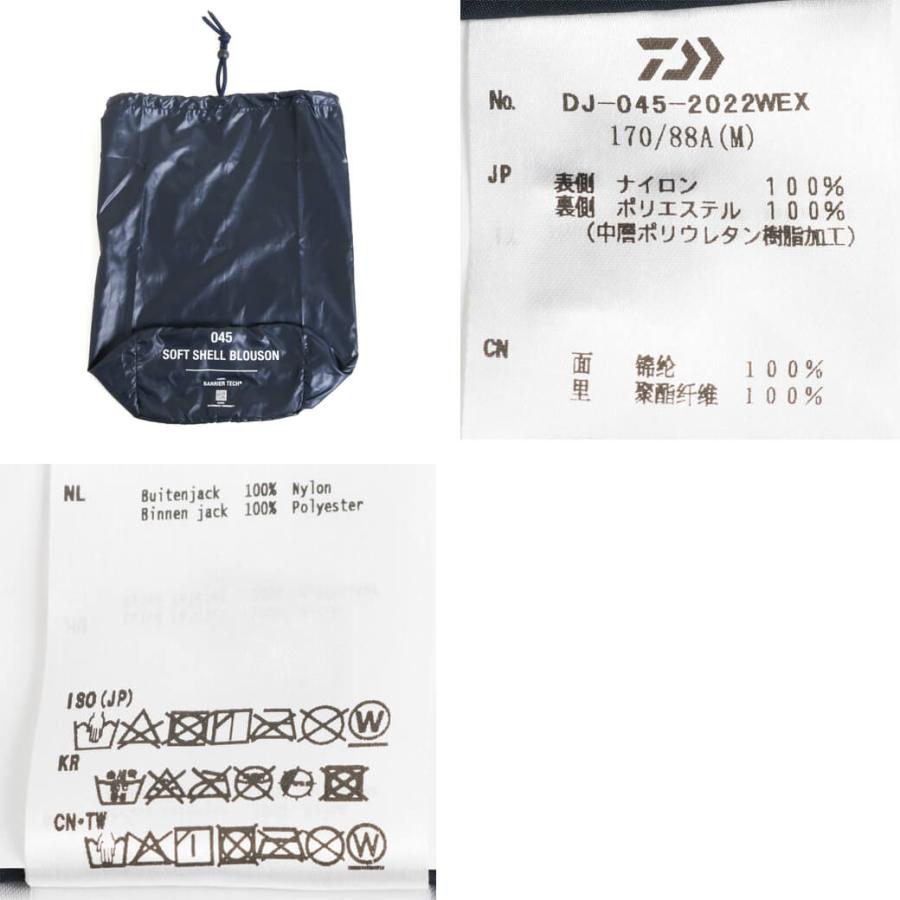 045
SOFT SHELL BLOUSON
BARRIER TECH®
No. DJ-045-2022WEX
170/88A(M)
JP 表側 ナイロン 100%
裏側 ポリエステル 100%
(中層ポリウレタン樹脂加工)
CN 面 锦纶 100%
里 聚酯纤维 100%
NL Buitenjack 100% Nylon
Binnen jack 100% Polyester
ISO(JP)
W
KR
CN·TW
W